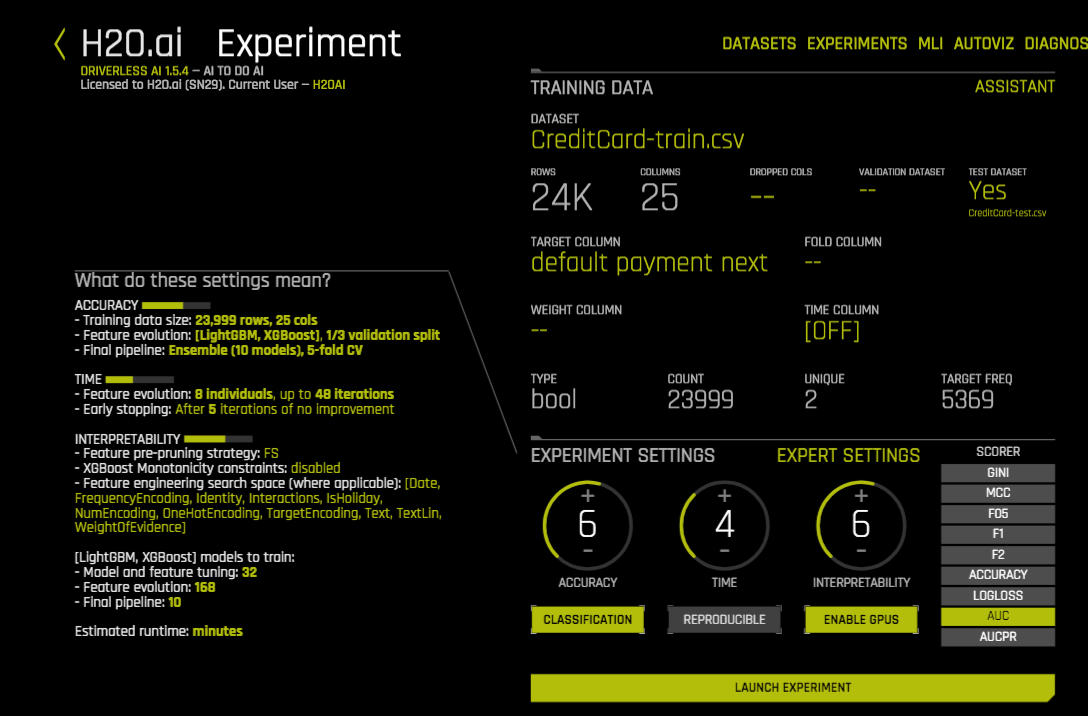 H2O.ai Experiment
DRIVERLESS AI 1.5.4 – AI TO DO AI
Licensed to H2O.ai (SN29). Current User – H2OAI
DATASETS EXPERIMENTS MLI AUTOVIZ DIAGNOS
What do these settings mean?
ACCURACY
- Training data size: 23,999 rows, 25 cols
- Feature evolution: [LightGBM, XGBoost], 1/3 validation split
- Final pipeline: Ensemble (10 models), 5-fold CV
TIME
- Feature evolution: 8 individuals, up to 48 iterations
- Early stopping: After 5 iterations of no improvement
INTERPRETABILITY
- Feature pre-pruning strategy: FS
- XGBoost Monotonicity constraints: disabled
- Feature engineering search space (where applicable): [Date,
FrequencyEncoding, Identity, Interactions, IsHoliday,
NumEncoding, OneHotEncoding, TargetEncoding, Text, TextLin,
WeightOfEvidence]
[LightGBM, XGBoost] models to train:
- Model and feature tuning: 32
- Feature evolution: 168
- Final pipeline: 10
Estimated runtime: minutes
TRAINING DATA
ASSISTANT
DATASET
CreditCard-train.csv
ROWS COLUMNS DROPPED COLS VALIDATION DATASET TEST DATASET
24K 25 -- -- Yes
CreditCard-test.csv
TARGET COLUMN FOLD COLUMN
default payment next --
WEIGHT COLUMN TIME COLUMN
-- [OFF]
TYPE COUNT UNIQUE TARGET FREQ
bool 23999 2 5369
EXPERIMENT SETTINGS EXPERT SETTINGS
+ + +
6 4 6
- - -
ACCURACY TIME INTERPRETABILITY
CLASSIFICATION REPRODUCIBLE ENABLE GPUS
SCORER
GINI
MCC
F05
F1
F2
ACCURACY
LOGLOSS
AUC
AUCPR
LAUNCH EXPERIMENT